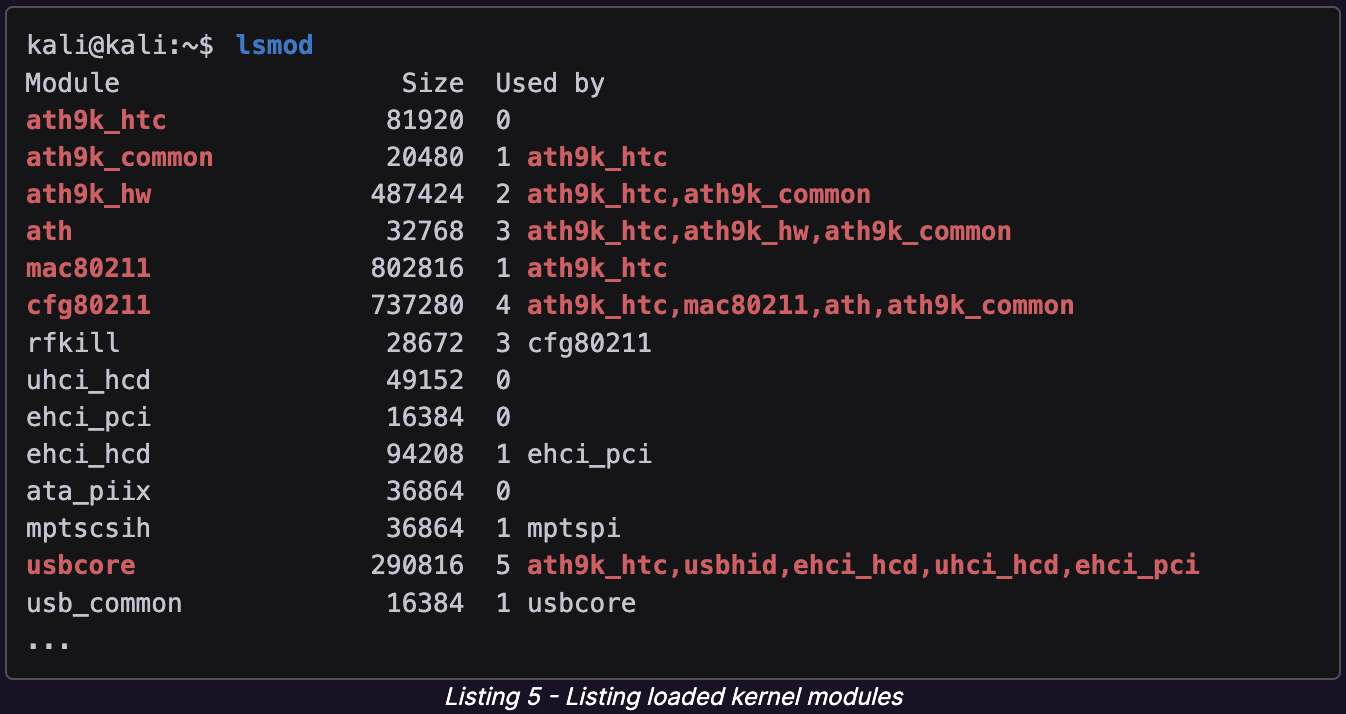 kali@kali:~$ lsmod
Module Size Used by
ath9k_htc 81920 0
ath9k_common 20480 1 ath9k_htc
ath9k_hw 487424 2 ath9k_htc,ath9k_common
ath 32768 3 ath9k_htc,ath9k_hw,ath9k_common
mac80211 802816 1 ath9k_htc
cfg80211 737280 4 ath9k_htc,mac80211,ath,ath9k_common
rfkill 28672 3 cfg80211
uhci_hcd 49152 0
ehci_pci 16384 0
ehci_hcd 94208 1 ehci_pci
ata_piix 36864 0
mptscsih 36864 1 mptspi
usbcore 290816 5 ath9k_htc,usbhid,ehci_hcd,uhci_hcd,ehci_pci
usb_common 16384 1 usbcore
...
Listing 5 - Listing loaded kernel modules